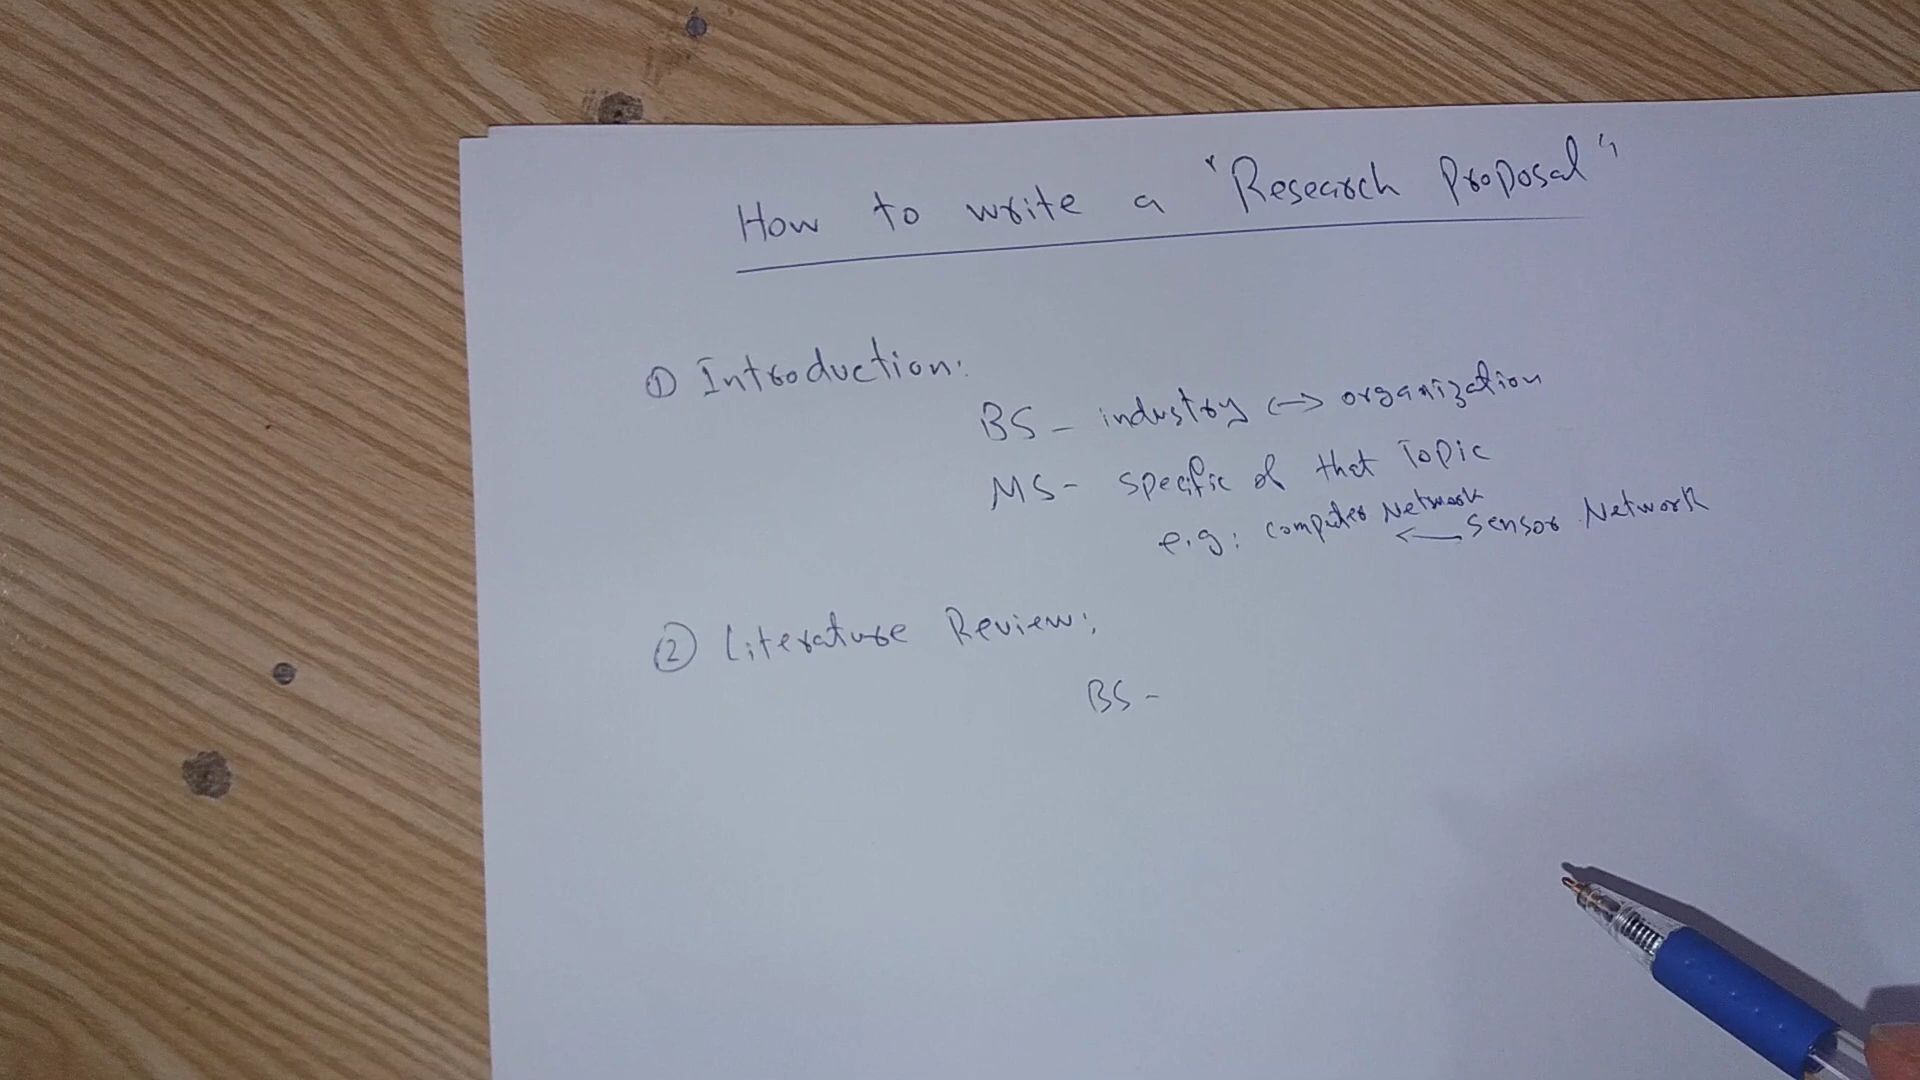 How to write a "Research Proposal"
① Introduction:
BS - industry <-> organization
MS - specific of that Topic
e.g: computer Network <- Sensor Network
② Literature Review:
BS -